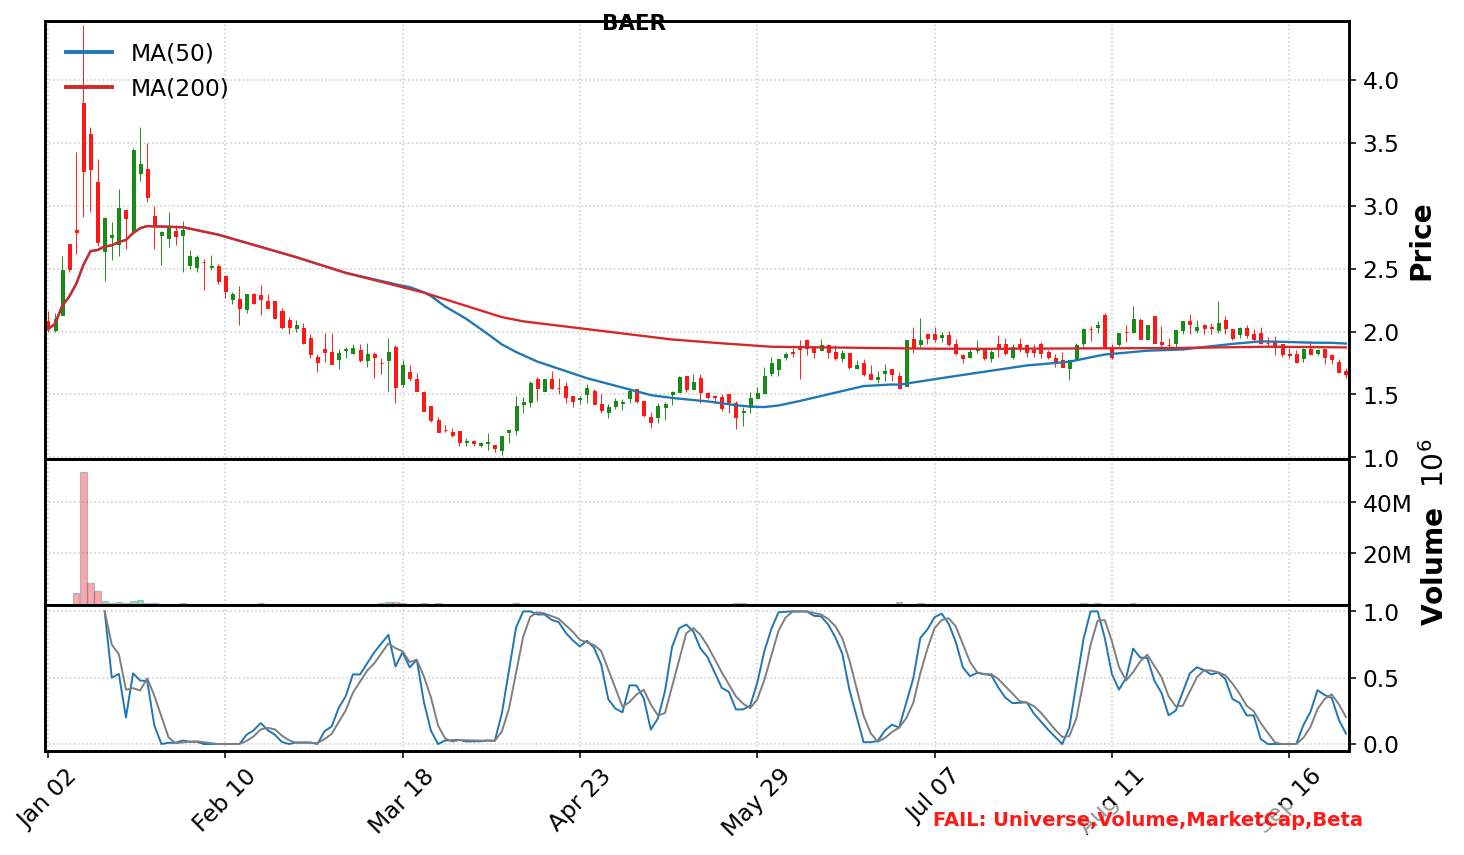 BAER
MA(50)
MA(200)
4.0
3.5
3.0
2.5
2.0
1.5
1.0
Price
40M
20M
Volume 10^6
1.0
0.5
0.0
Jan 02
Feb 10
Mar 18
Apr 23
May 29
Jul 07
Aug 11
Sep 16
FAIL: Universe,Volume,MarketCap,Beta